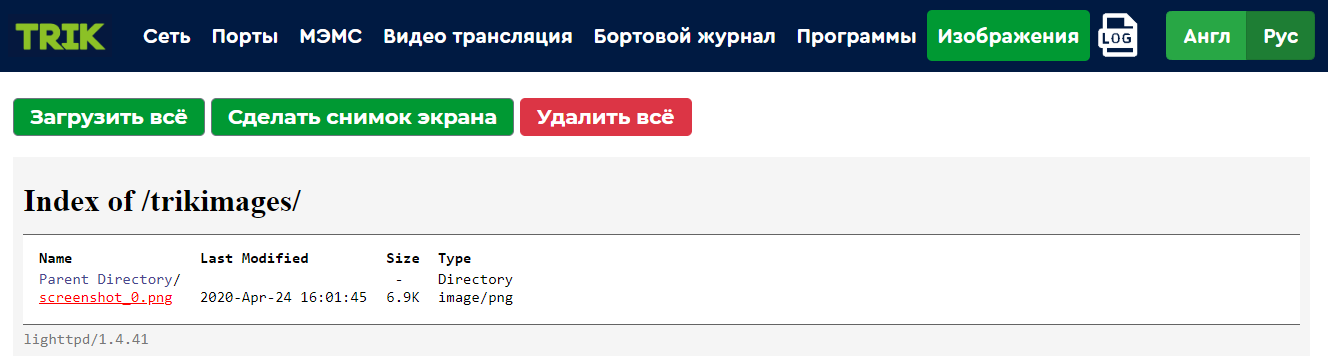 TRIK Сеть Порты МЭМС Видео трансляция Бортовой журнал Программы Изображения LOG Англ Рус
Загрузить всё Сделать снимок экрана Удалить всё
Index of /trikimages/
Name Last Modified Size Type
Parent Directory/ - Directory
screenshot_0.png 2020-Apr-24 16:01:45 6.9K image/png
lighttpd/1.4.41